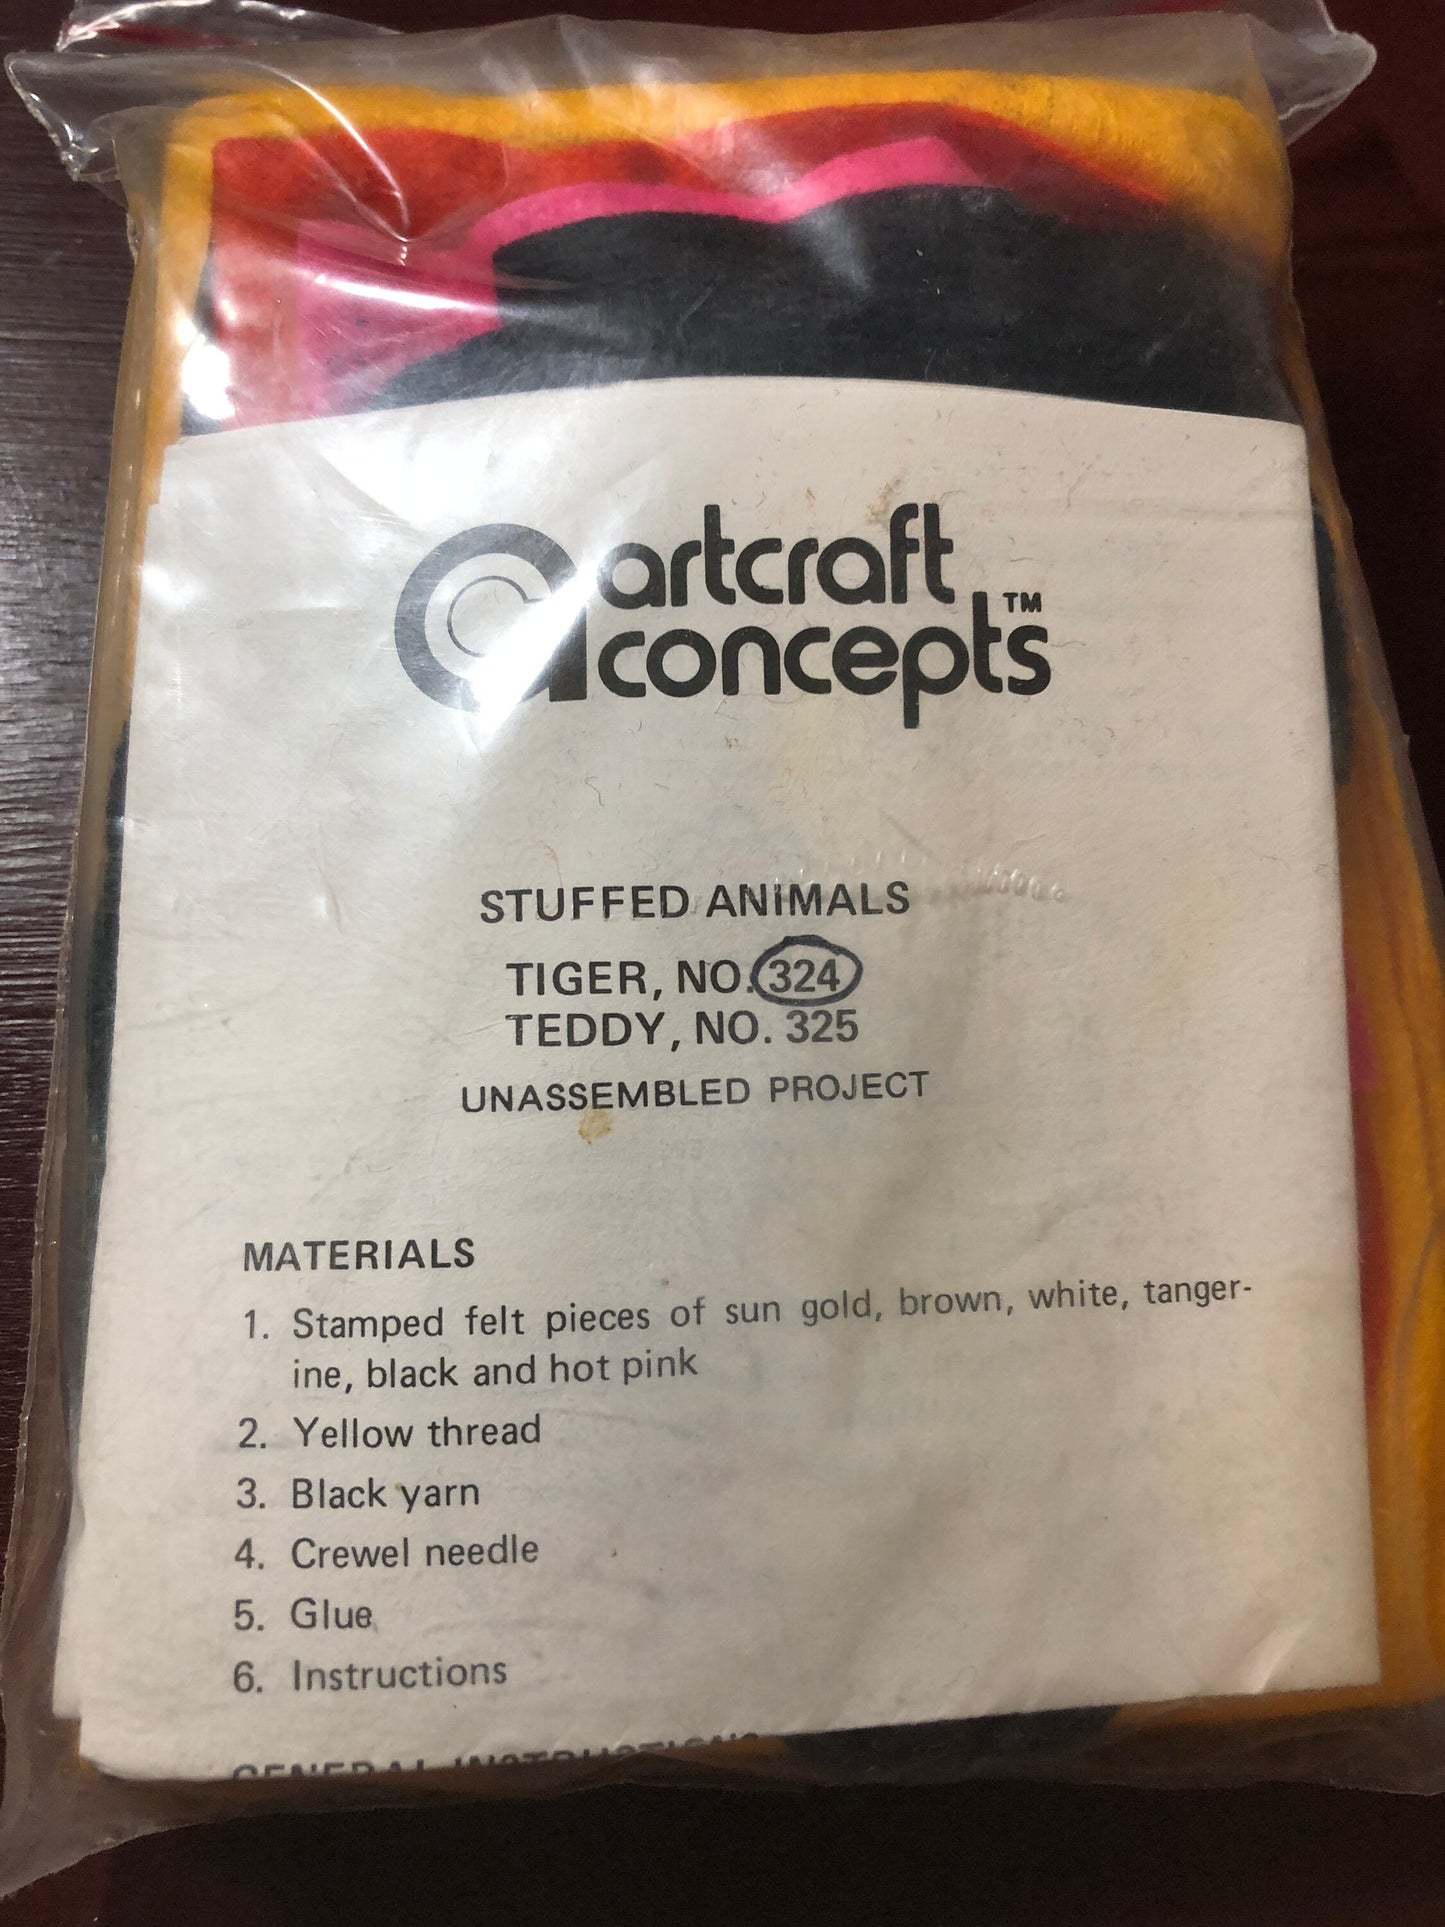 artcraft
concepts™
STUFFED ANIMALS
TIGER, NO. 324
TEDDY, NO. 325
UNASSEMBLED PROJECT
MATERIALS
1. Stamped felt pieces of sun gold, brown, white, tanger-
ine, black and hot pink
2. Yellow thread
3. Black yarn
4. Crewel needle
5. Glue
6. Instructions
GENERAL INSTRUCTIONS